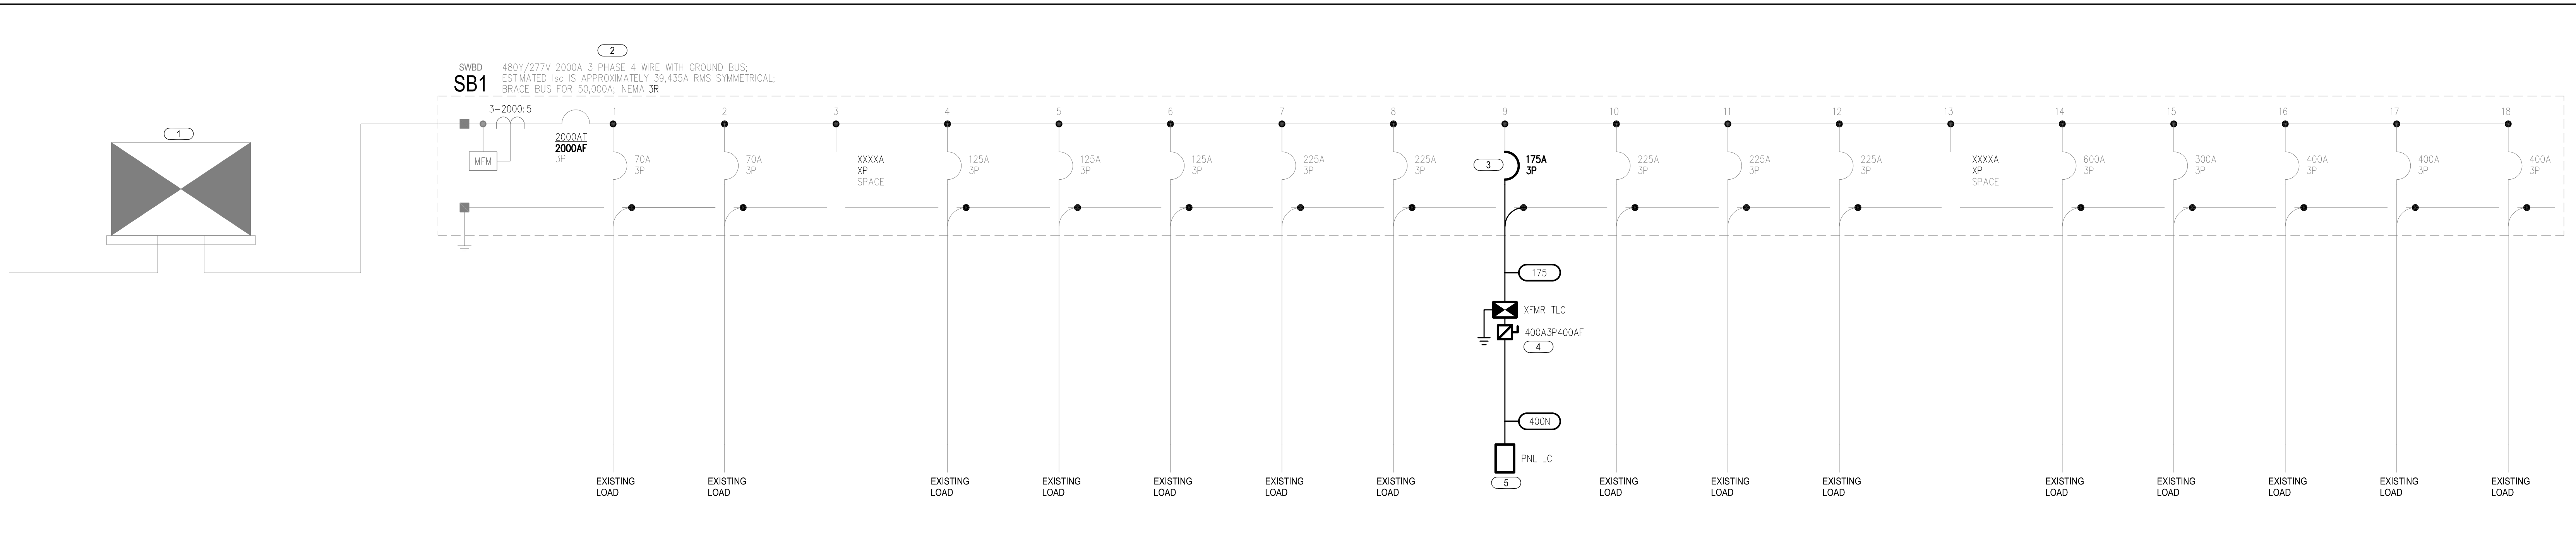 1
2
SWBD
SB1
480Y/277V 2000A 3 PHASE 4 WIRE WITH GROUND BUS;
ESTIMATED Isc IS APPROXIMATELY 39,435A RMS SYMMETRICAL;
BRACE BUS FOR 50,000A; NEMA 3R
3-2000:5
MFM
2000AT
2000AF
3P
1
70A
3P
EXISTING
LOAD
2
70A
3P
EXISTING
LOAD
3
XXXXA
XP
SPACE
4
125A
3P
EXISTING
LOAD
5
125A
3P
EXISTING
LOAD
6
125A
3P
EXISTING
LOAD
7
225A
3P
EXISTING
LOAD
8
225A
3P
EXISTING
LOAD
9
3
175A
3P
175
XFMR TLC
400A3P400AF
4
400N
PNL LC
5
10
225A
3P
EXISTING
LOAD
11
225A
3P
EXISTING
LOAD
12
225A
3P
EXISTING
LOAD
13
XXXXA
XP
SPACE
14
600A
3P
EXISTING
LOAD
15
300A
3P
EXISTING
LOAD
16
400A
3P
EXISTING
LOAD
17
400A
3P
EXISTING
LOAD
18
400A
3P
EXISTING
LOAD